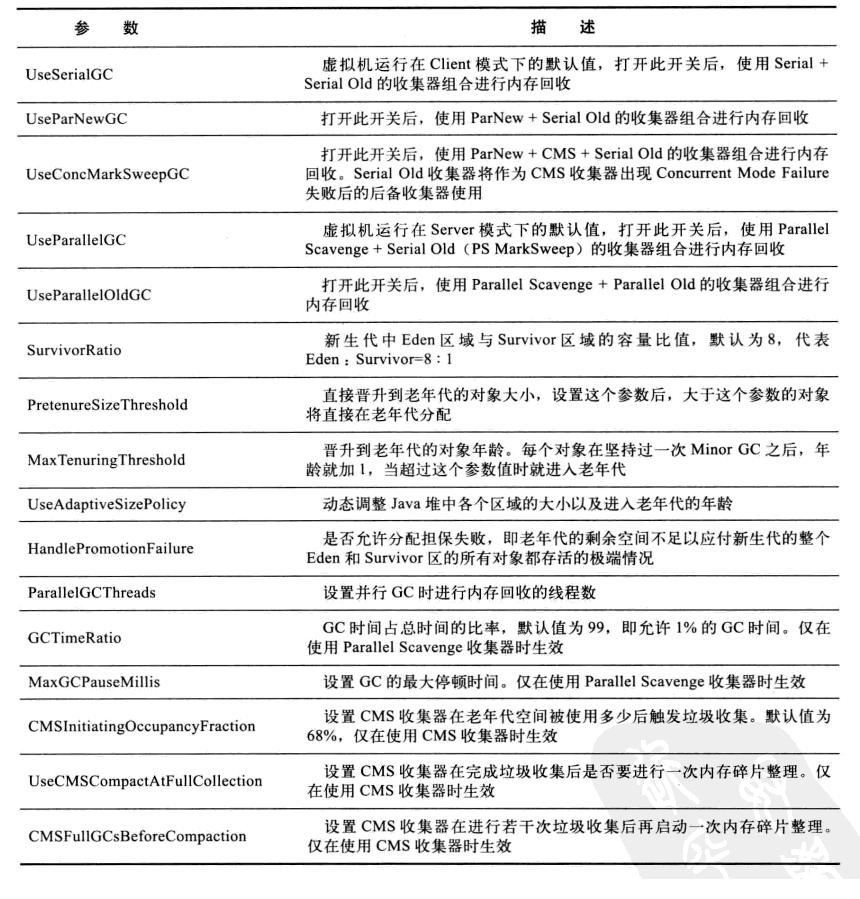 参 数 描 述
UseSerialGC
虚拟机运行在 Client 模式下的默认值，打开此开关后，使用 Serial +
Serial Old 的收集器组合进行内存回收
UseParNewGC
打开此开关后，使用 ParNew + Serial Old 的收集器组合进行内存回收
UseConcMarkSweepGC
打开此开关后，使用 ParNew + CMS + Serial Old 的收集器组合进行内存
回收。Serial Old 收集器将作为 CMS 收集器出现 Concurrent Mode Failure
失败后的后备收集器使用
UseParallelGC
虚拟机运行在 Server 模式下的默认值，打开此开关后，使用 Parallel
Scavenge + Serial Old（PS MarkSweep）的收集器组合进行内存回收
UseParallelOldGC
打开此开关后，使用 Parallel Scavenge + Parallel Old 的收集器组合进行
内存回收
SurvivorRatio
新生代中 Eden 区域与 Survivor 区域的容量比值，默认为 8，代表
Eden：Survivor=8：1
PretenureSizeThreshold
直接晋升到老年代的对象大小，设置这个参数后，大于这个参数的对象
将直接在老年代分配
MaxTenuringThreshold
晋升到老年代的对象年龄。每个对象在坚持过一次 Minor GC 之后，年
龄就加 1，当超过这个参数值时就进入老年代
UseAdaptiveSizePolicy
动态调整 Java 堆中各个区域的大小以及进入老年代的年龄
HandlePromotionFailure
是否允许分配担保失败，即老年代的剩余空间不足以应付新生代的整个
Eden 和 Survivor 区的所有对象都存活的极端情况
ParallelGCThreads
设置并行 GC 时进行内存回收的线程数
GCTimeRatio
GC 时间占总时间的比率，默认值为 99，即允许 1% 的 GC 时间。仅在
使用 Parallel Scavenge 收集器时生效
MaxGCPauseMillis
设置 GC 的最大停顿时间。仅在使用 Parallel Scavenge 收集器时生效
CMSInitiatingOccupancyFraction
设置 CMS 收集器在老年代空间被使用多少后触发垃圾收集。默认值为
68%，仅在使用 CMS 收集器时生效
UseCMSCompactAtFullCollection
设置 CMS 收集器在完成垃圾收集后是否要进行一次内存碎片整理。仅
在使用 CMS 收集器时生效
CMSFullGCsBeforeCompaction
设置 CMS 收集器在进行若干次垃圾收集后再启动一次内存碎片整理。
仅在使用 CMS 收集器时生效